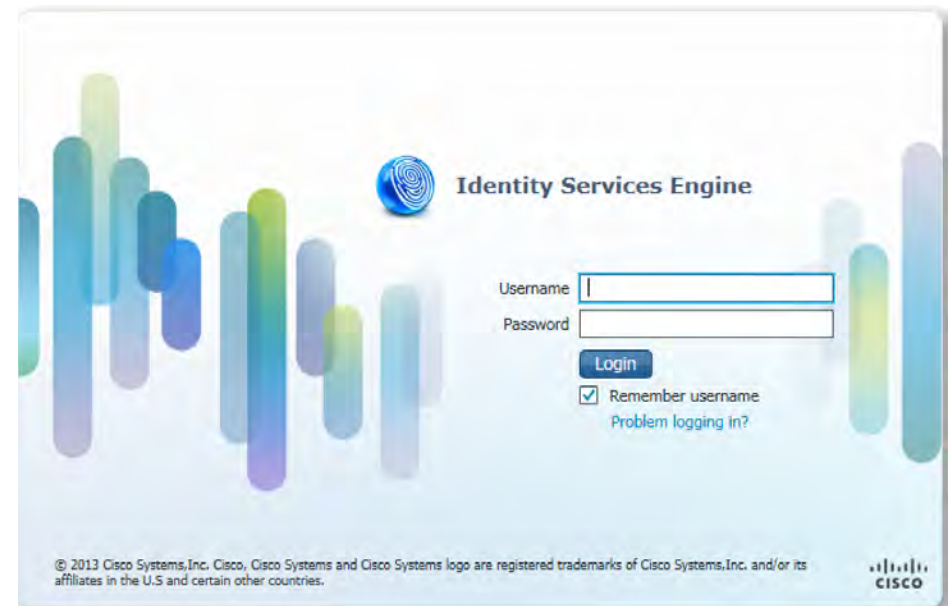 Identity Services Engine
Username
Password
Login
Remember username
Problem logging in?
© 2013 Cisco Systems,Inc. Cisco, Cisco Systems and Cisco Systems logo are registered trademarks of Cisco Systems,Inc. and/or its
affiliates in the U.S and certain other countries.
CISCO